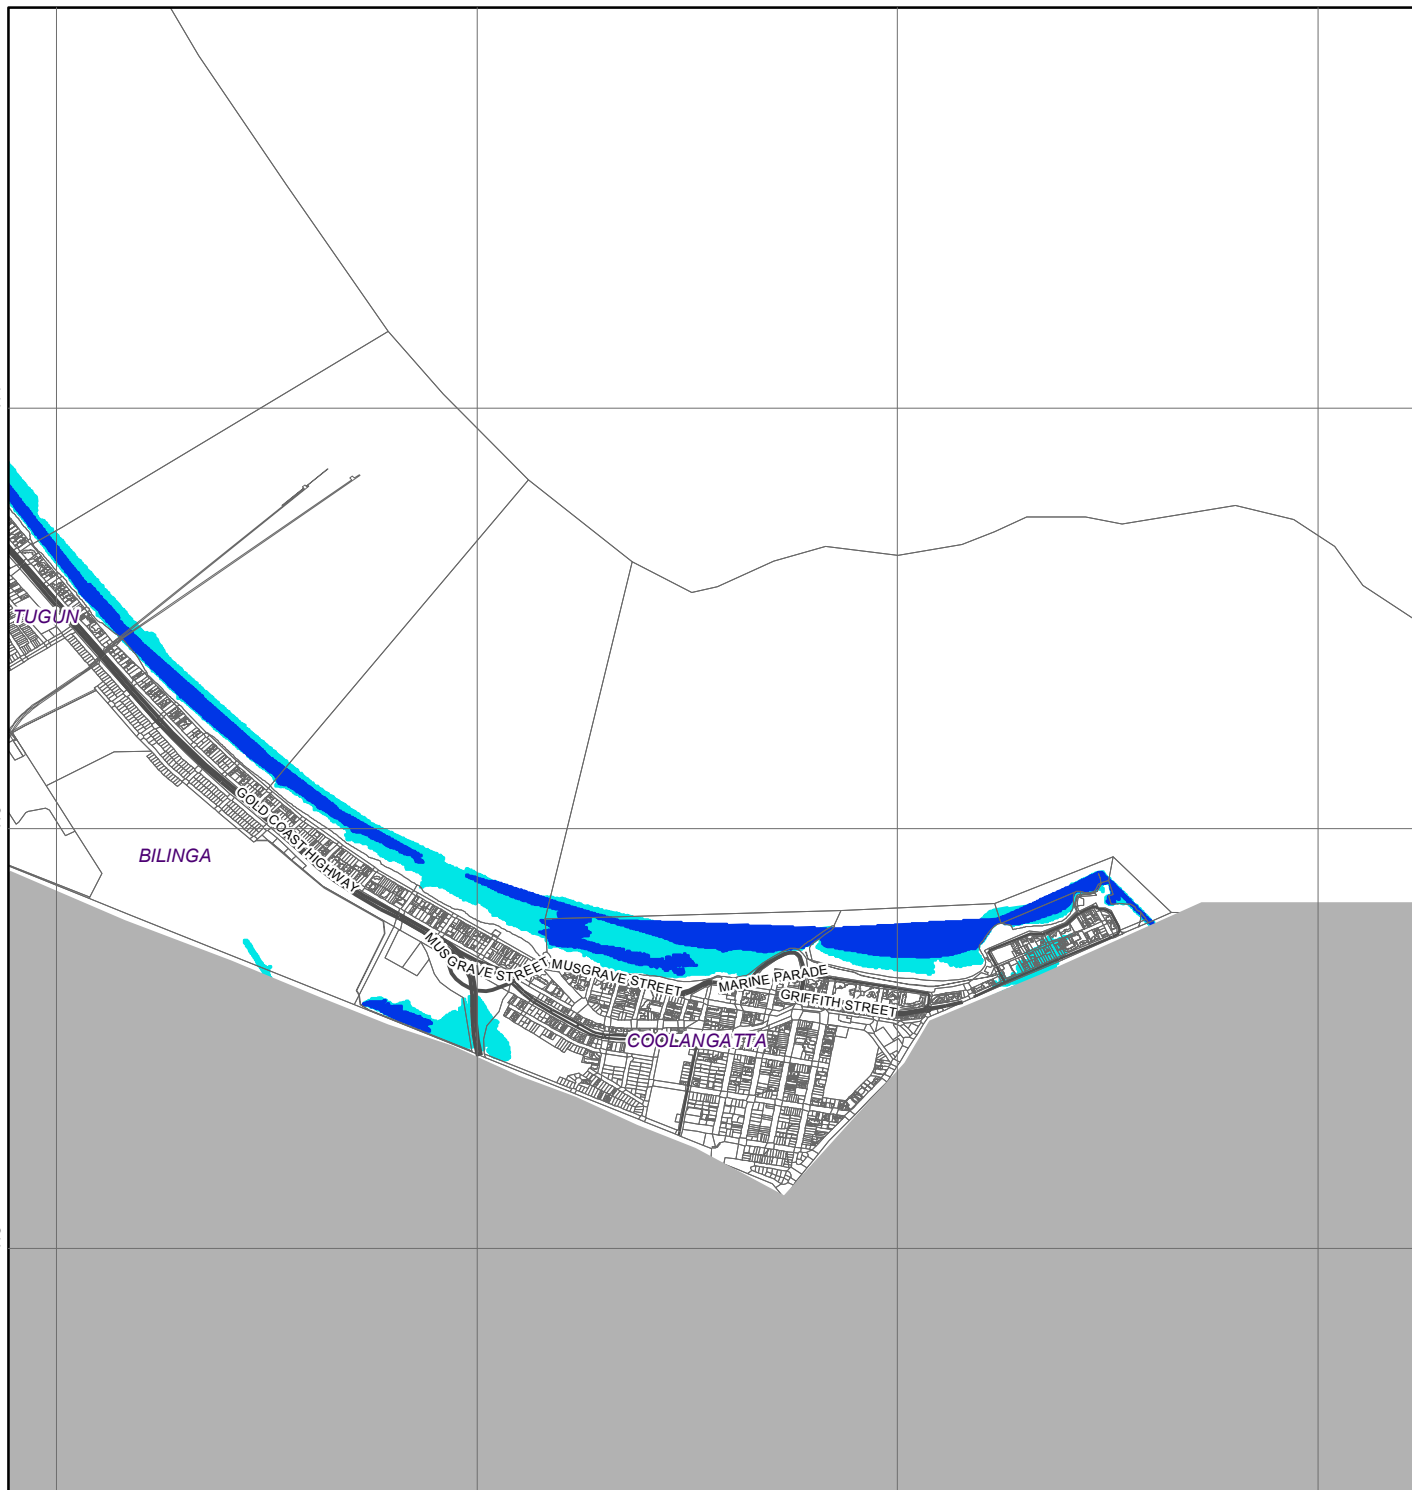 TUGUN
GOLD COAST HIGHWAY
BILINGA
MUSGRAVE STREET
MUSGRAVE STREET
MARINE PARADE
GRIFFITH STREET
COOLANGATTA